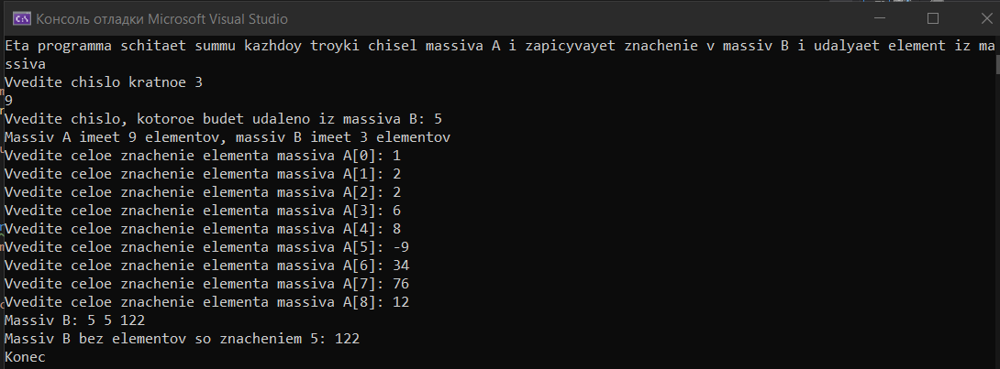 Консоль отладки Microsoft Visual Studio
Eta programma schitaet summu kazhdoy troyki chisel massiva A i zapicyvayet znachenie v massiv B i udalyaet element iz ma
ssiva
Vvedite chislo kratnoe 3
9
Vvedite chislo, kotoroe budet udaleno iz massiva B: 5
Massiv A imeet 9 elementov, massiv B imeet 3 elementov
Vvedite celoe znachenie elementa massiva A[0]: 1
Vvedite celoe znachenie elementa massiva A[1]: 2
Vvedite celoe znachenie elementa massiva A[2]: 2
Vvedite celoe znachenie elementa massiva A[3]: 6
Vvedite celoe znachenie elementa massiva A[4]: 8
Vvedite celoe znachenie elementa massiva A[5]: -9
Vvedite celoe znachenie elementa massiva A[6]: 34
Vvedite celoe znachenie elementa massiva A[7]: 76
Vvedite celoe znachenie elementa massiva A[8]: 12
Massiv B: 5 5 122
Massiv B bez elementov so znacheniem 5: 122
Konec